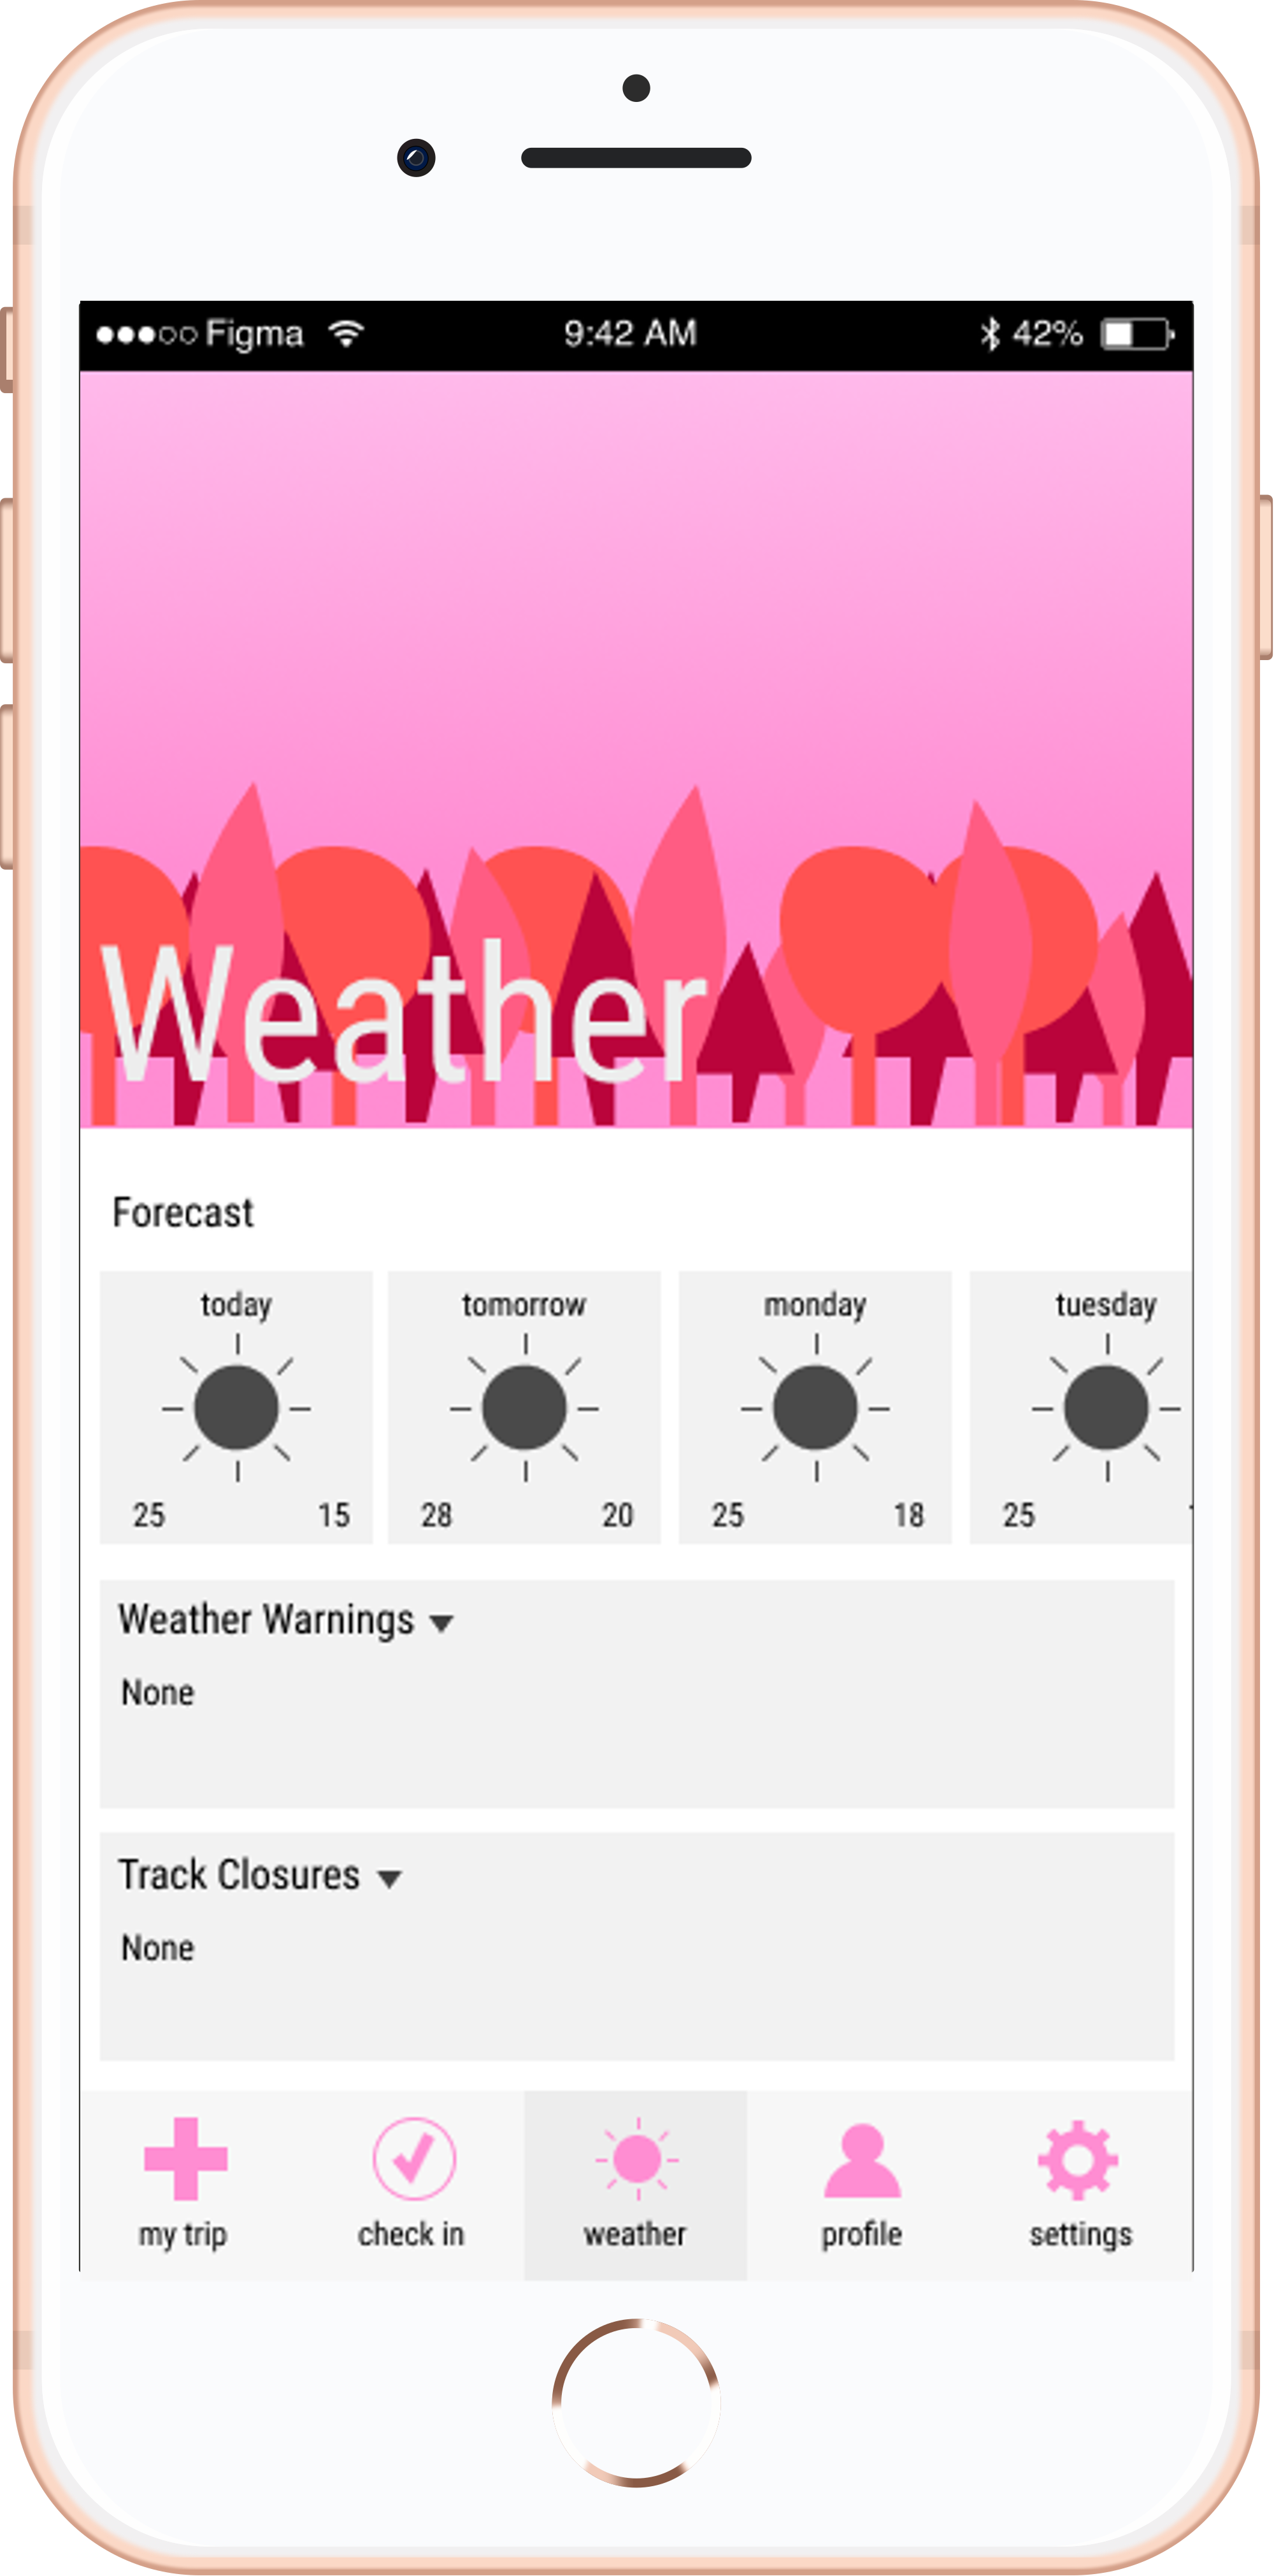 Figma 9:42 AM 42%
Weather
Forecast
today tomorrow monday tuesday
25 15 28 20 25 18 25
Weather Warnings
None
Track Closures
None
my trip check in weather profile settings